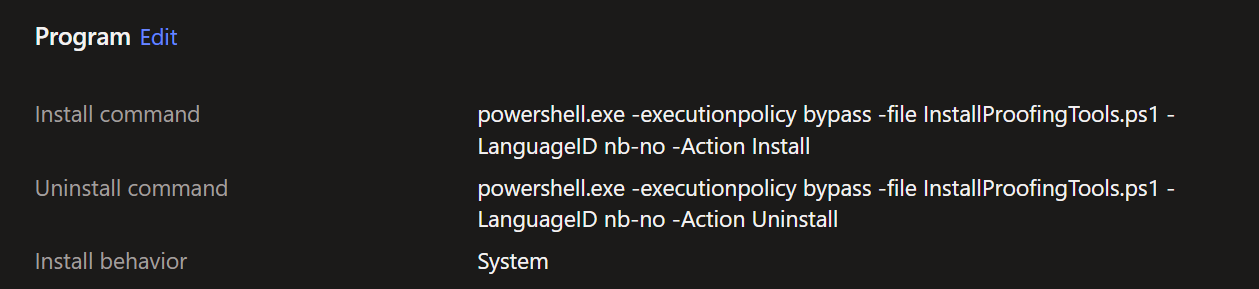 Program Edit
Install command powershell.exe -executionpolicy bypass -file InstallProofingTools.ps1 -
LanguageID nb-no -Action Install
Uninstall command powershell.exe -executionpolicy bypass -file InstallProofingTools.ps1 -
LanguageID nb-no -Action Uninstall
Install behavior System